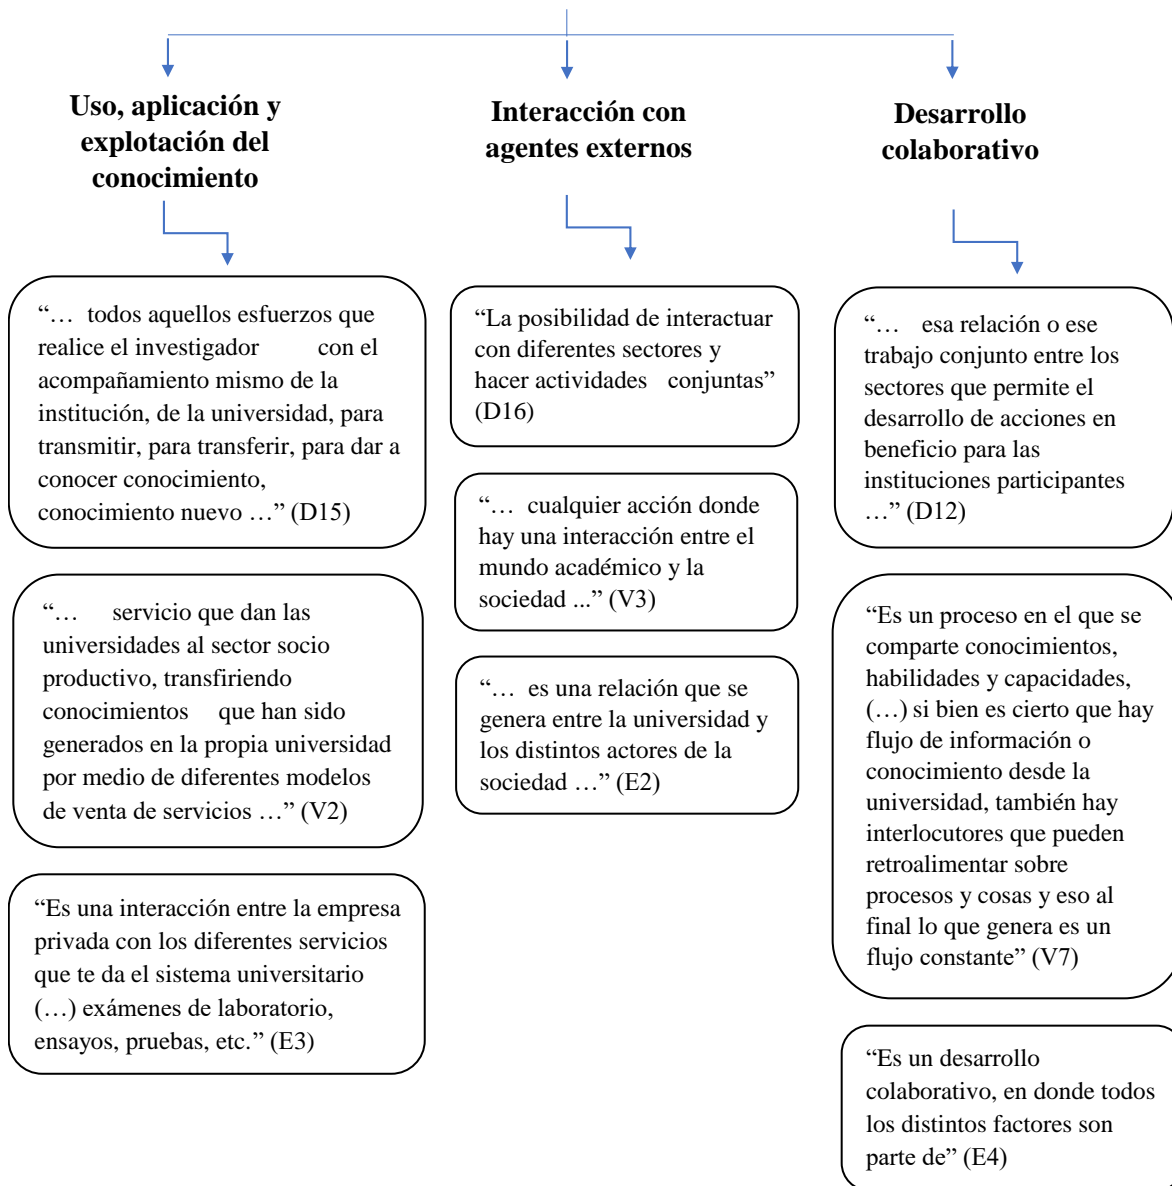 Uso, aplicación y
explotación del
conocimiento
“… todos aquellos esfuerzos que
realice el investigador con el
acompañamiento mismo de la
institución, de la universidad, para
transmitir, para transferir, para dar a
conocer conocimiento,
conocimiento nuevo …” (D15)
“… servicio que dan las
universidades al sector socio
productivo, transfiriendo
conocimientos que han sido
generados en la propia universidad
por medio de diferentes modelos
de venta de servicios …” (V2)
“Es una interacción entre la empresa
privada con los diferentes servicios
que te da el sistema universitario
(…) exámenes de laboratorio,
ensayos, pruebas, etc.” (E3)
Interacción con
agentes externos
“La posibilidad de interactuar
con diferentes sectores y
hacer actividades conjuntas”
(D16)
“… cualquier acción donde
hay una interacción entre el
mundo académico y la
sociedad ...” (V3)
“… es una relación que se
genera entre la universidad y
los distintos actores de la
sociedad …” (E2)
Desarrollo
colaborativo
“… esa relación o ese
trabajo conjunto entre los
sectores que permite el
desarrollo de acciones en
beneficio para las
instituciones participantes
…” (D12)
“Es un proceso en el que se
comparte conocimientos,
habilidades y capacidades,
(…) si bien es cierto que hay
flujo de información o
conocimiento desde la
universidad, también hay
interlocutores que pueden
retroalimentar sobre
procesos y cosas y eso al
final lo que genera es un
flujo constante” (V7)
“Es un desarrollo
colaborativo, en donde todos
los distintos factores son
parte de” (E4)